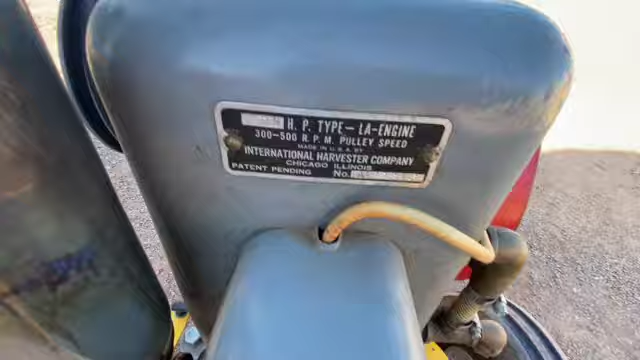 H. P. TYPE - LA-ENGINE
300-500 R. P. M. PULLEY SPEED
MADE IN U.S.A. BY
INTERNATIONAL HARVESTER COMPANY
CHICAGO ILLINOIS
PATENT PENDING No.